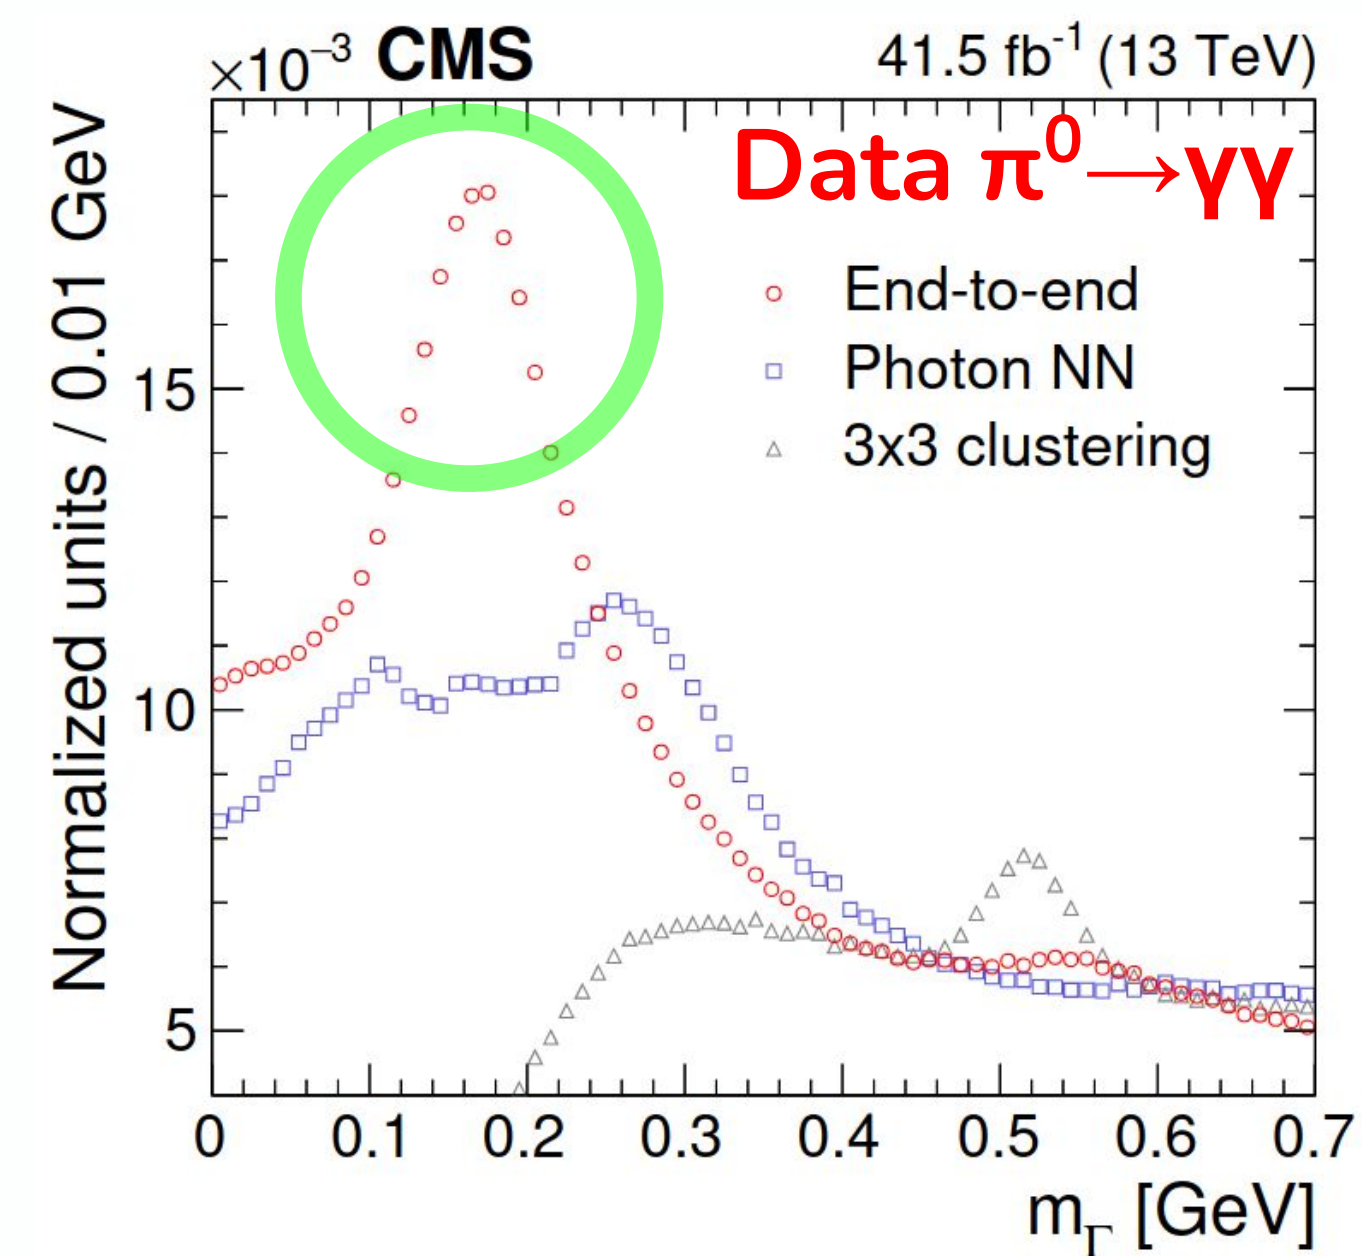 ×10⁻³ CMS 41.5 fb⁻¹ (13 TeV)
Data π⁰→γγ
End-to-end
Photon NN
3x3 clustering
Normalized units / 0.01 GeV
15
10
5
0 0.1 0.2 0.3 0.4 0.5 0.6 0.7
m_Γ [GeV]